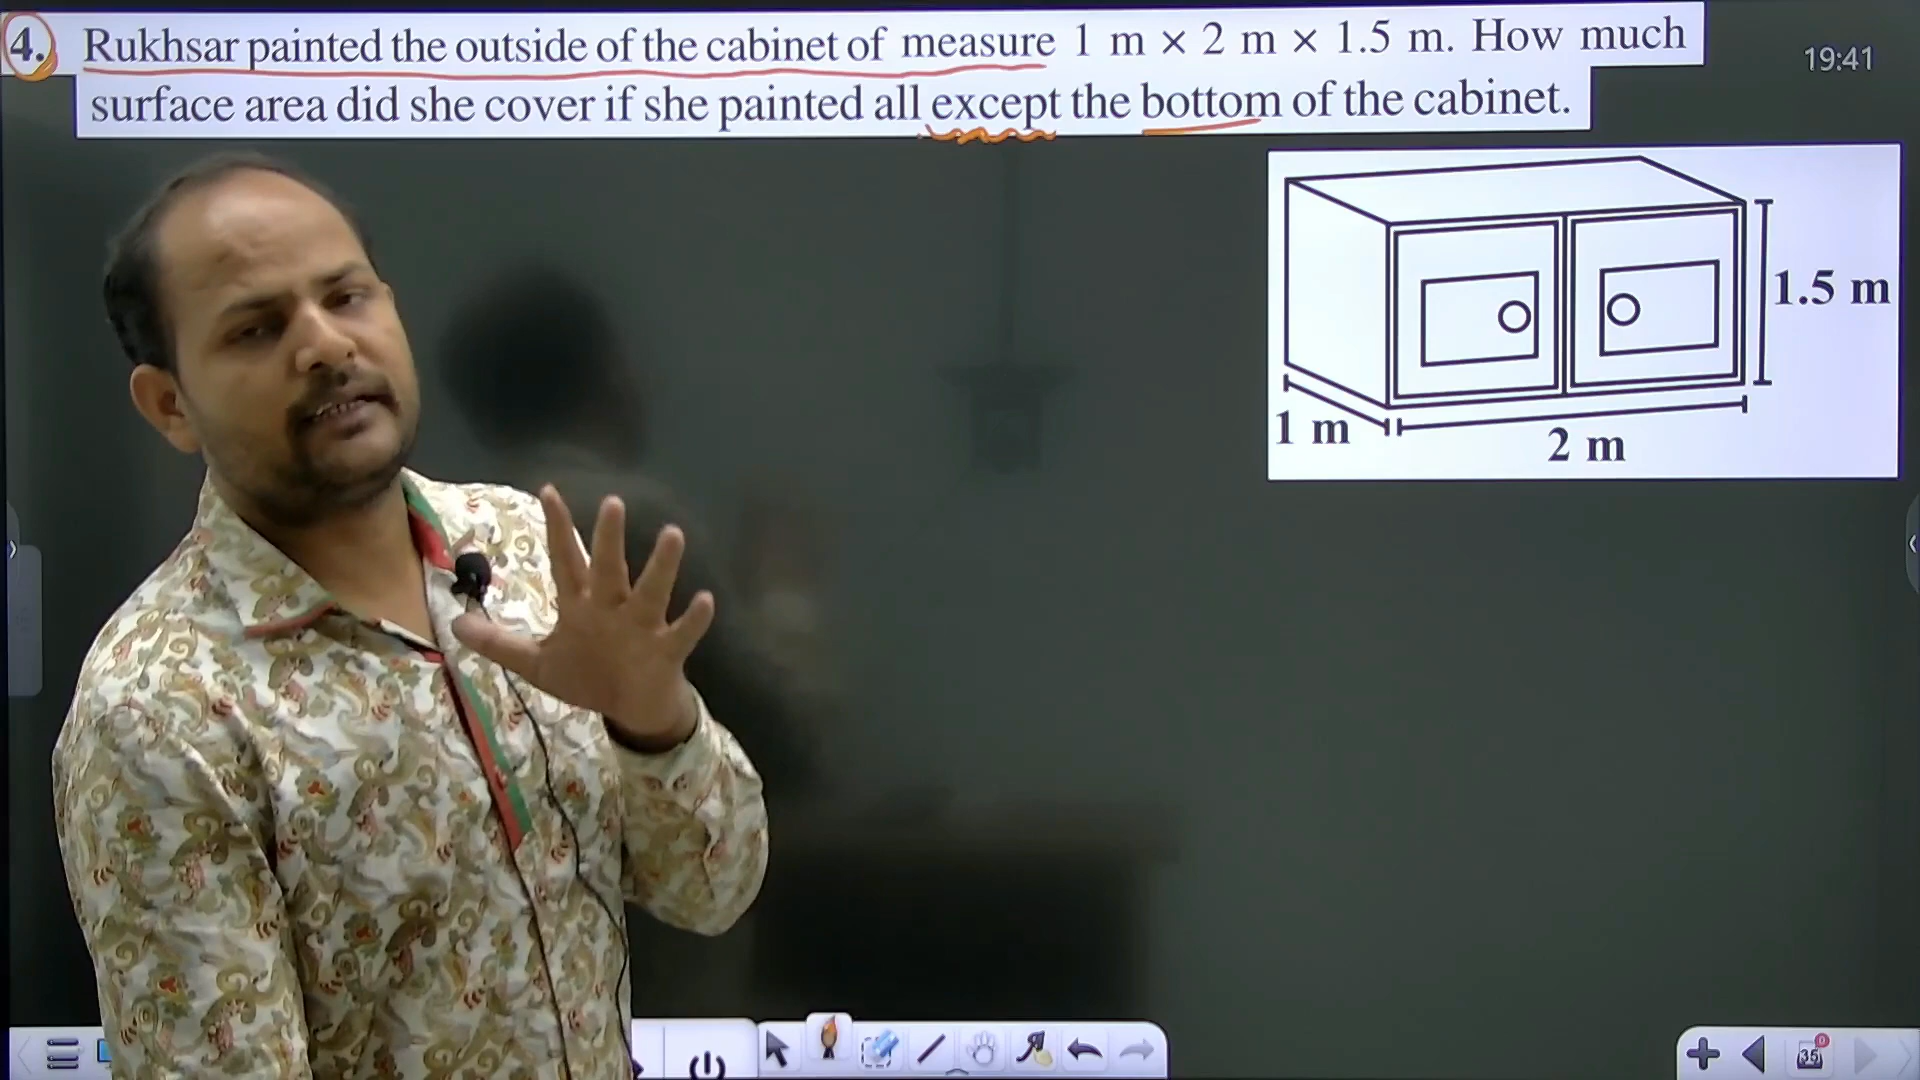 4. Rukhsar painted the outside of the cabinet of measure 1 m × 2 m × 1.5 m. How much
surface area did she cover if she painted all except the bottom of the cabinet.
19:41
1.5 m
1 m
2 m
35
0